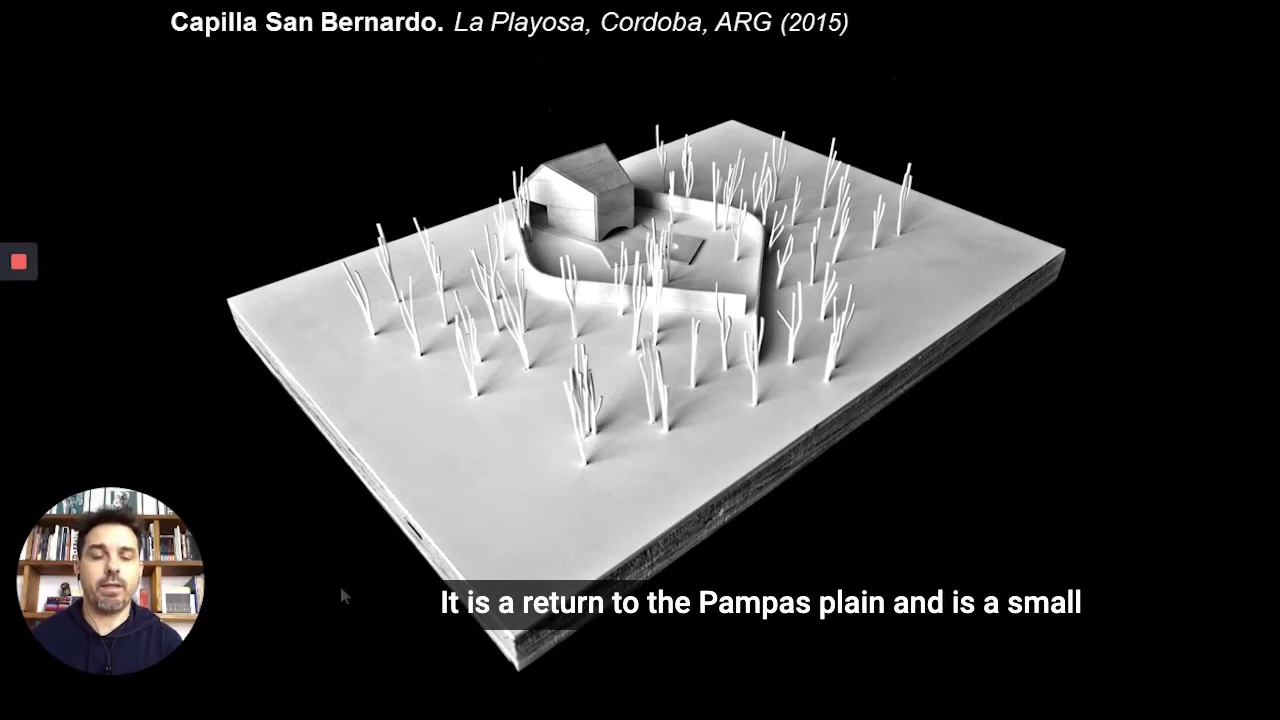 Capilla San Bernardo. La Playosa, Cordoba, ARG (2015)
It is a return to the Pampas plain and is a small